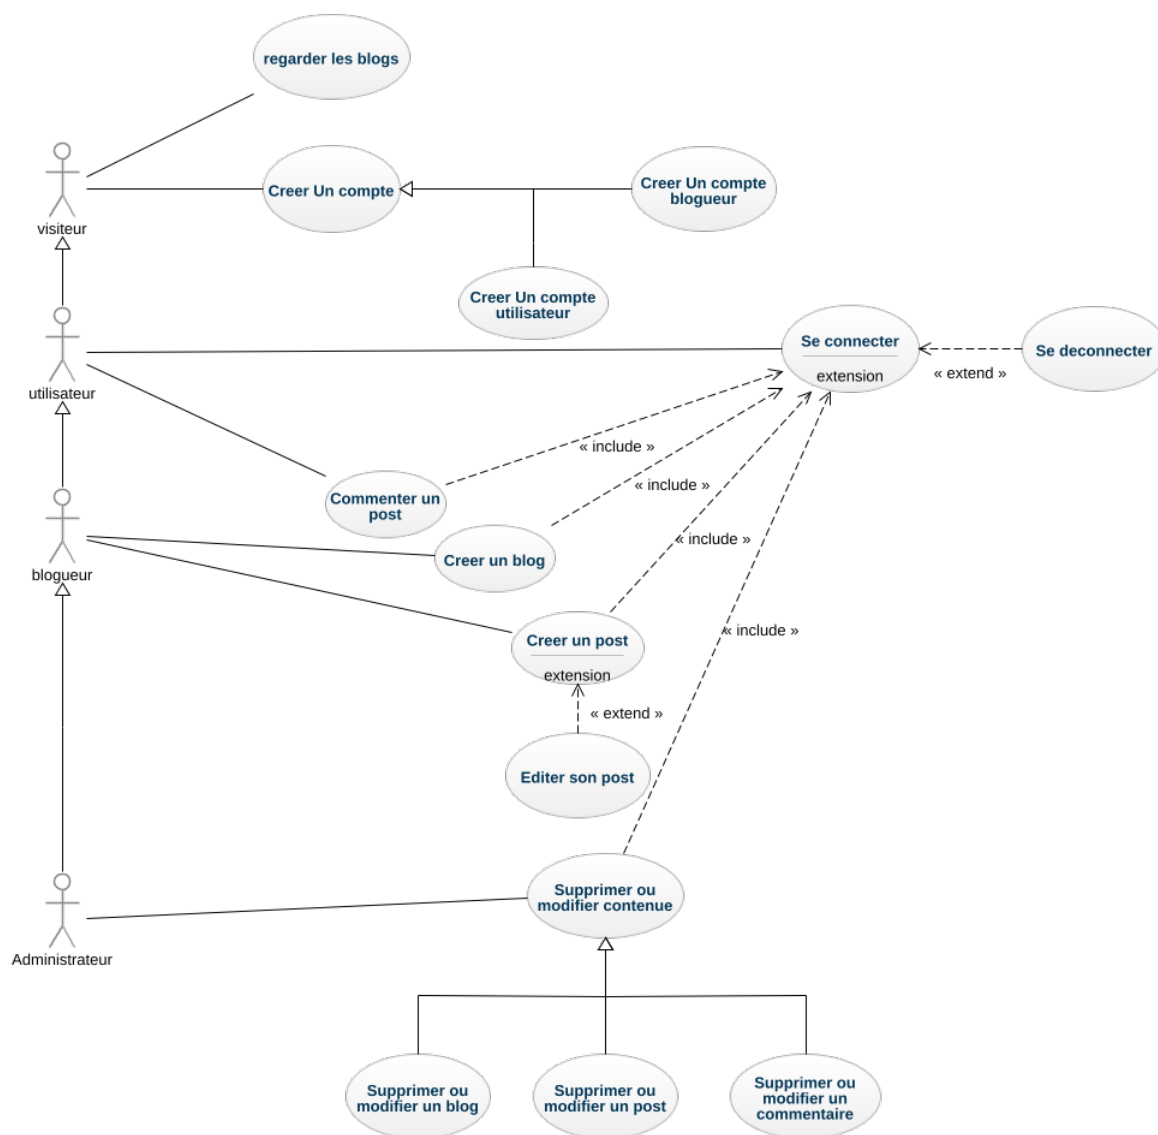 regarder les blogs
Creer Un compte
Creer Un compte
blogueur
visiteur
Creer Un compte
utilisateur
Se connecter
extension
« extend »
Se deconnecter
utilisateur
« include »
« include »
Commenter un
post
« include »
Creer un blog
blogueur
« include »
Creer un post
extension
« extend »
Editer son post
Supprimer ou
modifier contenue
Administrateur
Supprimer ou
modifier un blog
Supprimer ou
modifier un post
Supprimer ou
modifier un
commentaire